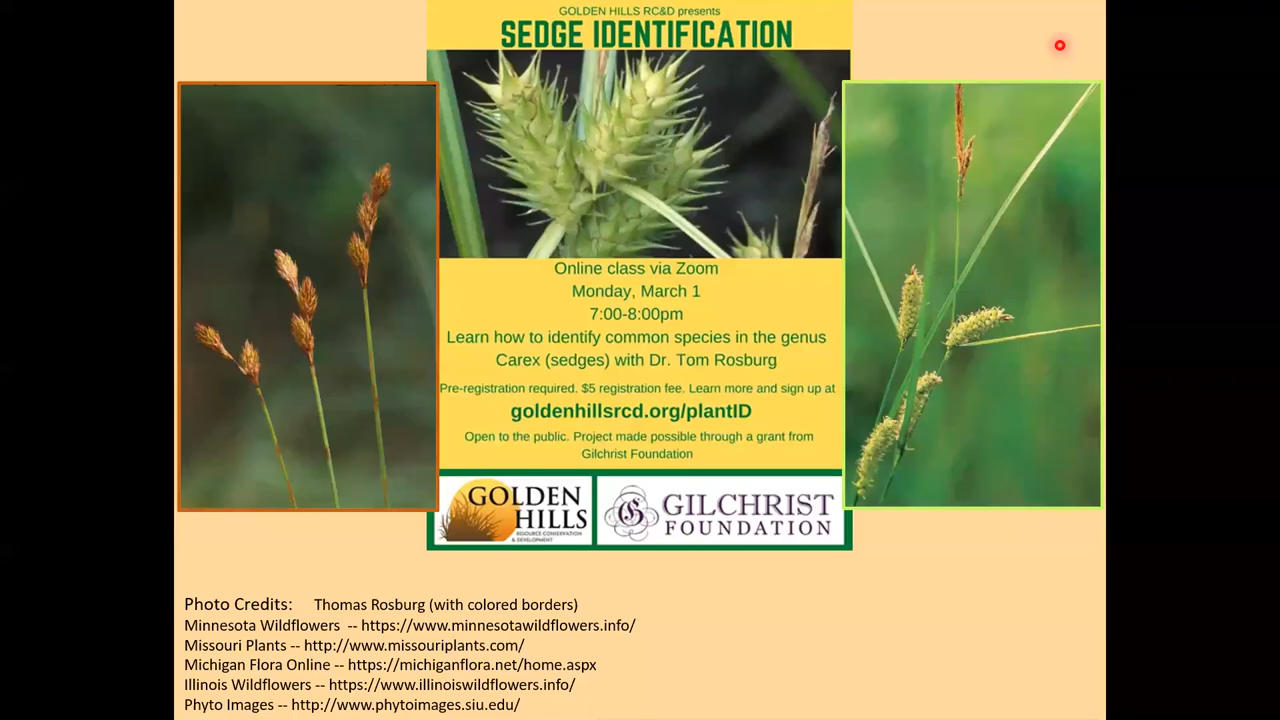 GOLDEN HILLS RC&D presents
SEDGE IDENTIFICATION
Online class via Zoom
Monday, March 1
7:00-8:00pm
Learn how to identify common species in the genus
Carex (sedges) with Dr. Tom Rosburg
Pre-registration required. $5 registration fee. Learn more and sign up at
goldenhillsrcd.org/plantID
Open to the public. Project made possible through a grant from
Gilchrist Foundation
GOLDEN
HILLS
RESOURCE CONSERVATION
& DEVELOPMENT
GILCHRIST
FOUNDATION
Photo Credits: Thomas Rosburg (with colored borders)
Minnesota Wildflowers -- https://www.minnesotawildflowers.info/
Missouri Plants -- http://www.missouriplants.com/
Michigan Flora Online -- https://michiganflora.net/home.aspx
Illinois Wildflowers -- https://www.illinoiswildflowers.info/
Phyto Images -- http://www.phytoimages.siu.edu/